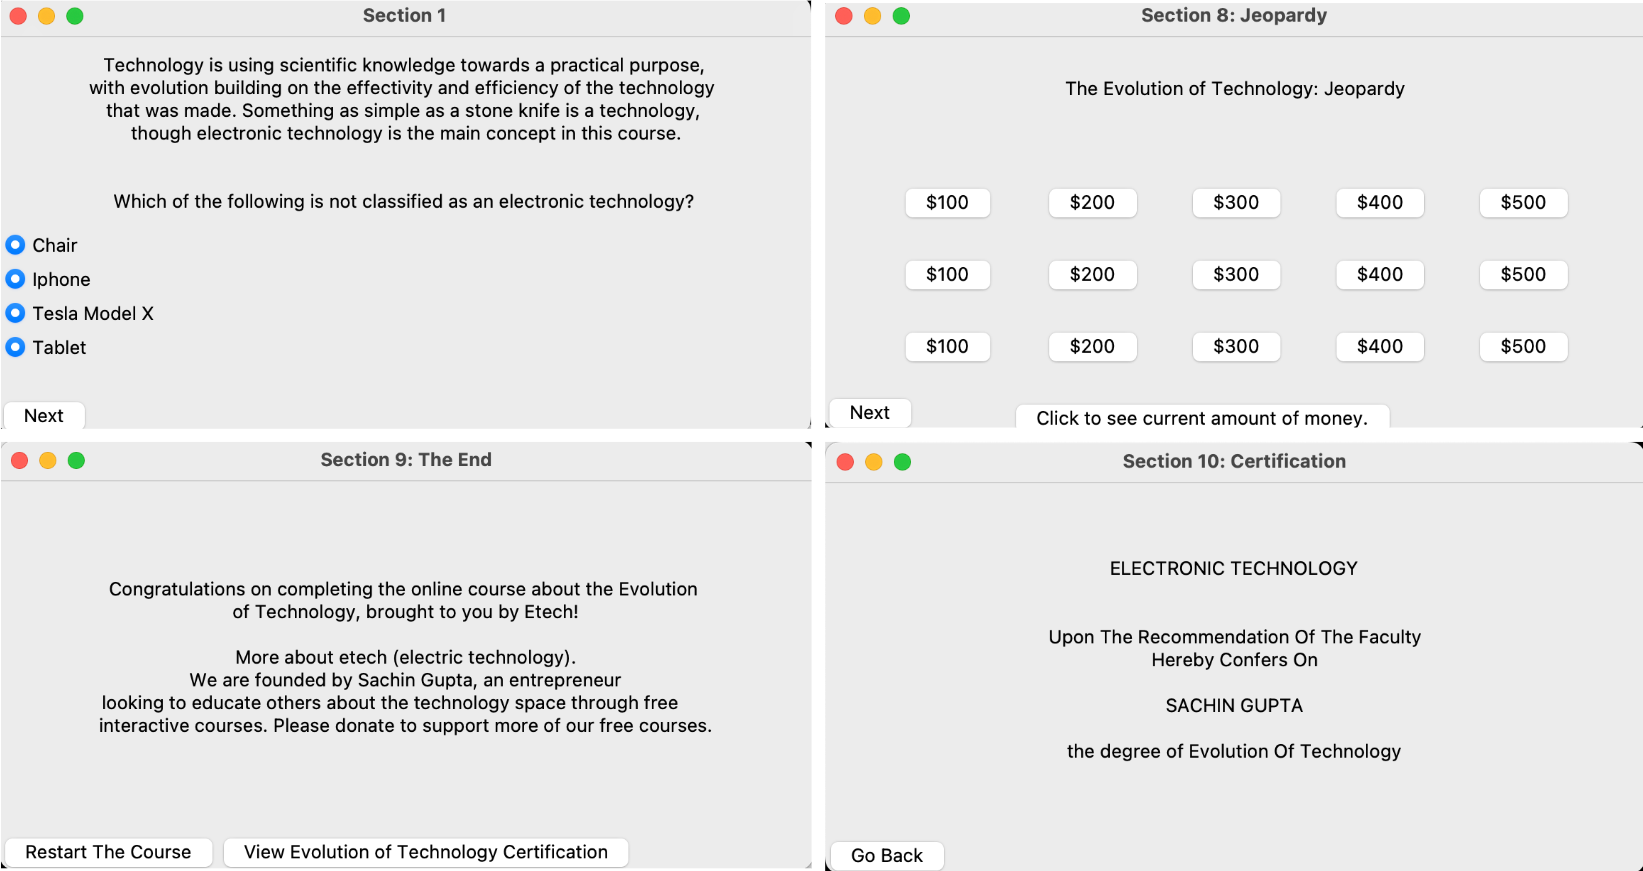 Section 1
Technology is using scientific knowledge towards a practical purpose,
with evolution building on the effectivity and efficiency of the technology
that was made. Something as simple as a stone knife is a technology,
though electronic technology is the main concept in this course.
Which of the following is not classified as an electronic technology?
Chair
Iphone
Tesla Model X
Tablet
Next
Section 8: Jeopardy
The Evolution of Technology: Jeopardy
$100 $200 $300 $400 $500
$100 $200 $300 $400 $500
$100 $200 $300 $400 $500
Next
Click to see current amount of money.
Section 9: The End
Congratulations on completing the online course about the Evolution
of Technology, brought to you by Etech!
More about etech (electric technology).
We are founded by Sachin Gupta, an entrepreneur
looking to educate others about the technology space through free
interactive courses. Please donate to support more of our free courses.
Restart The Course
View Evolution of Technology Certification
Section 10: Certification
ELECTRONIC TECHNOLOGY
Upon The Recommendation Of The Faculty
Hereby Confers On
SACHIN GUPTA
the degree of Evolution Of Technology
Go Back